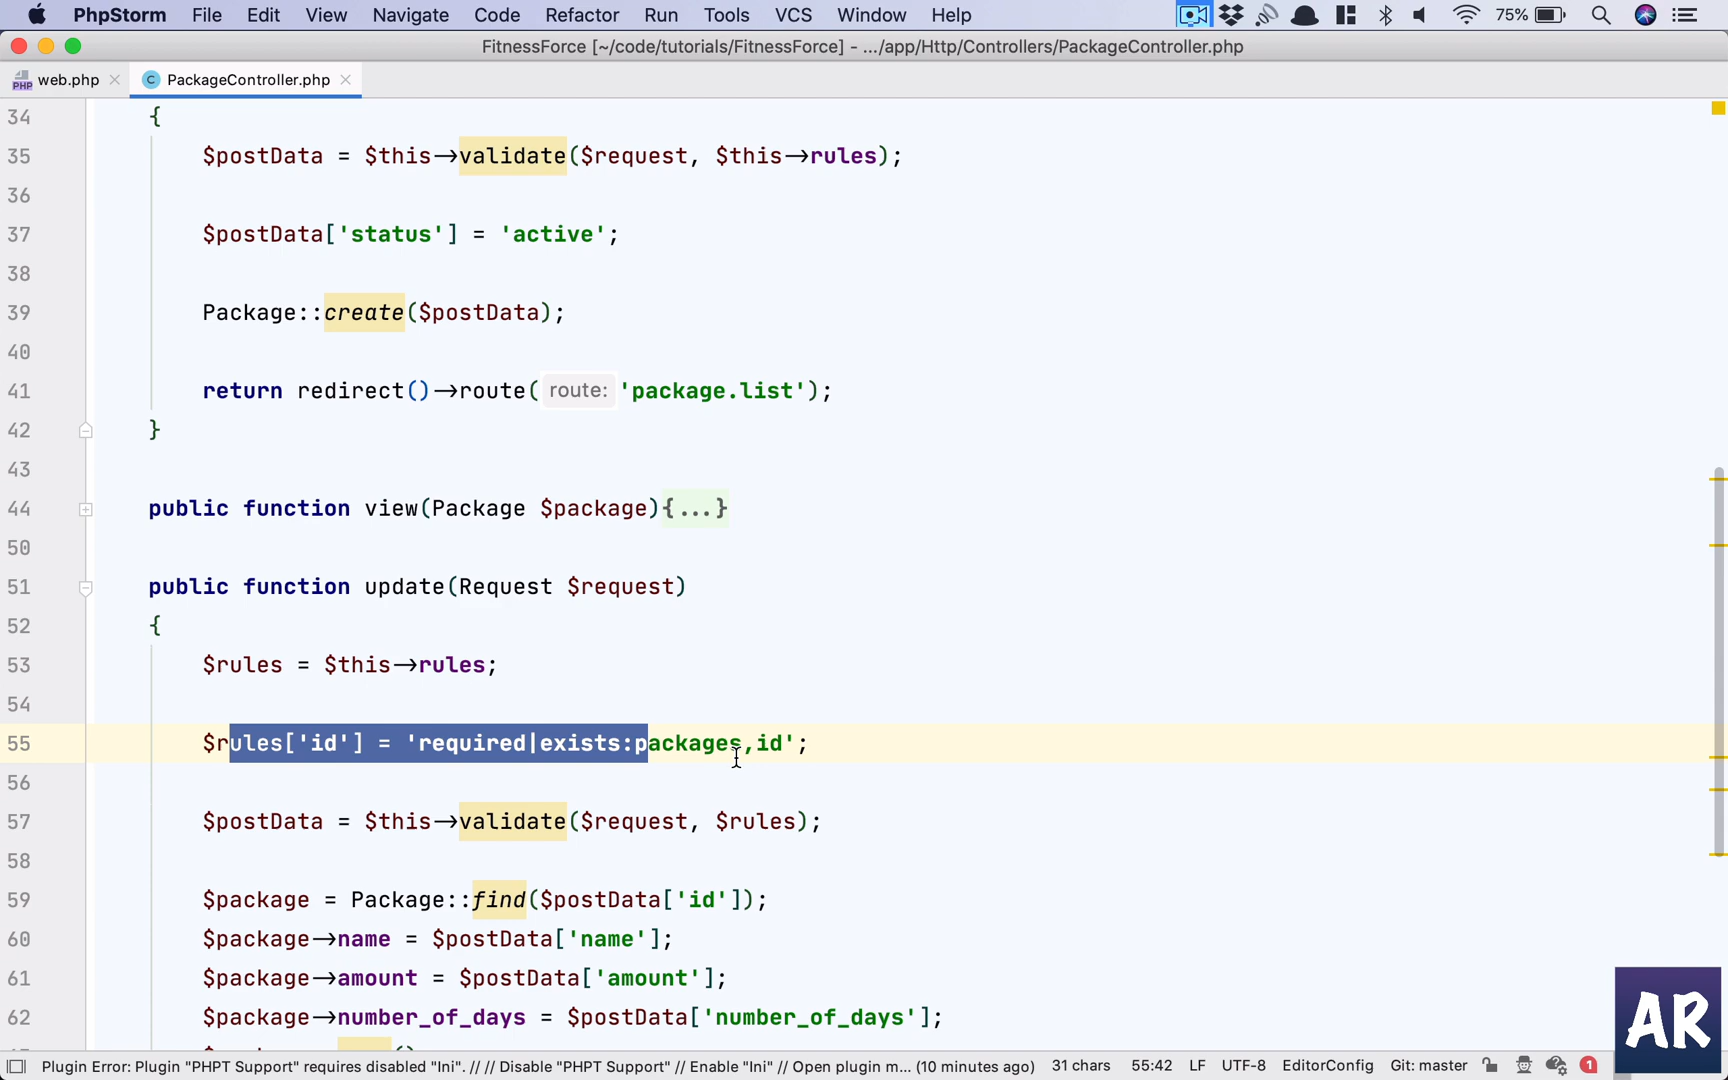 PhpStorm File Edit View Navigate Code Refactor Run Tools VCS Window Help 75%
FitnessForce [~/code/tutorials/FitnessForce] - .../app/Http/Controllers/PackageController.php
PHP web.php C PackageController.php
34 {
35 $postData = $this→validate($request, $this→rules);
36
37 $postData['status'] = 'active';
38
39 Package::create($postData);
40
41 return redirect()→route( route: 'package.list');
42 }
43
44 public function view(Package $package){...}
50
51 public function update(Request $request)
52 {
53 $rules = $this→rules;
54
55 $rules['id'] = 'required|exists:packages,id';
56
57 $postData = $this→validate($request, $rules);
58
59 $package = Package::find($postData['id']);
60 $package→name = $postData['name'];
61 $package→amount = $postData['amount'];
62 $package→number_of_days = $postData['number_of_days'];
AR
Plugin Error: Plugin "PHPT Support" requires disabled "Ini". // // Disable "PHPT Support" // Enable "Ini" // Open plugin m... (10 minutes ago) 31 chars 55:42 LF UTF-8 EditorConfig Git: master 1